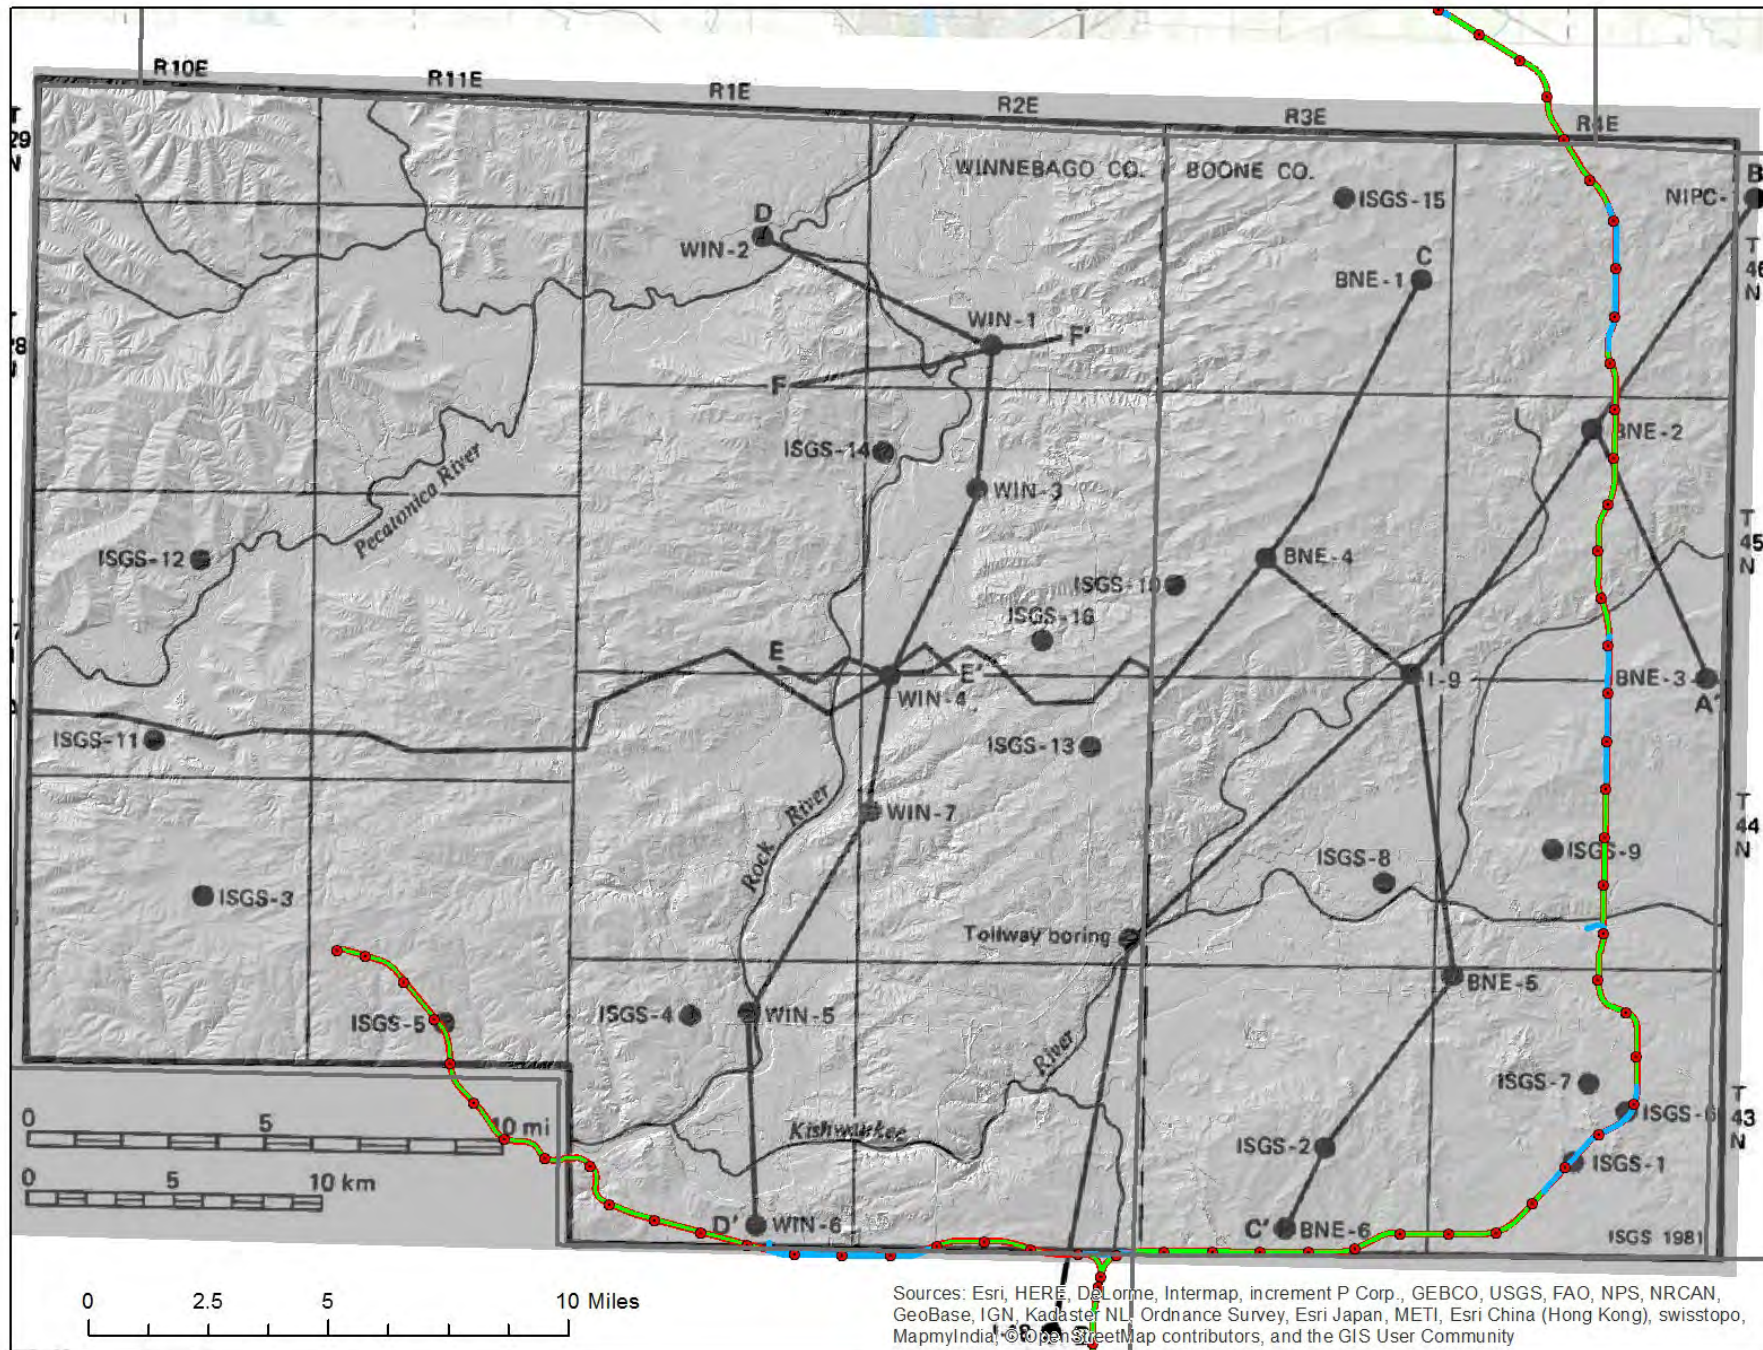 R10E
R11E
R1E
R2E
R3E
R4E
T
29
N
WINNEBAGO CO.
BOONE CO.
B
NIPC-
ISGS-15
D
WIN-2
C
BNE-1
T
46
N
WIN-1
F'
28
F
BNE-2
ISGS-14
WIN-3
Pecatonica River
T
45
N
ISGS-12
BNE-4
ISGS-10
ISGS-16
E
E'
WIN-4
I-9
BNE-3
A'
ISGS-11
ISGS-13
Rock River
WIN-7
T
44
N
ISGS-8
ISGS-9
ISGS-3
Tollway boring
BNE-5
ISGS-5
ISGS-4
WIN-5
River
ISGS-7
ISGS-6
T
43
N
0 5 10 mi
Kishwaukee
ISGS-2
ISGS-1
0 5 10 km
D'
WIN-6
C'
BNE-6
ISGS 1981
0 2.5 5 10 Miles
Sources: Esri, HERE, DeLorme, Intermap, increment P Corp., GEBCO, USGS, FAO, NPS, NRCAN,
GeoBase, IGN, Kadaster NL, Ordnance Survey, Esri Japan, METI, Esri China (Hong Kong), swisstopo,
MapmyIndia, © OpenStreetMap contributors, and the GIS User Community